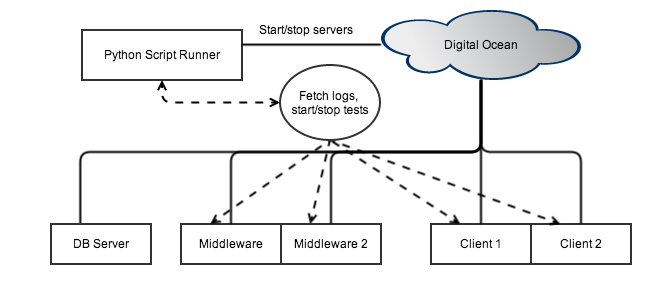 Start/stop servers
Python Script Runner
Digital Ocean
Fetch logs,
start/stop tests
DB Server
Middleware
Middleware 2
Client 1
Client 2